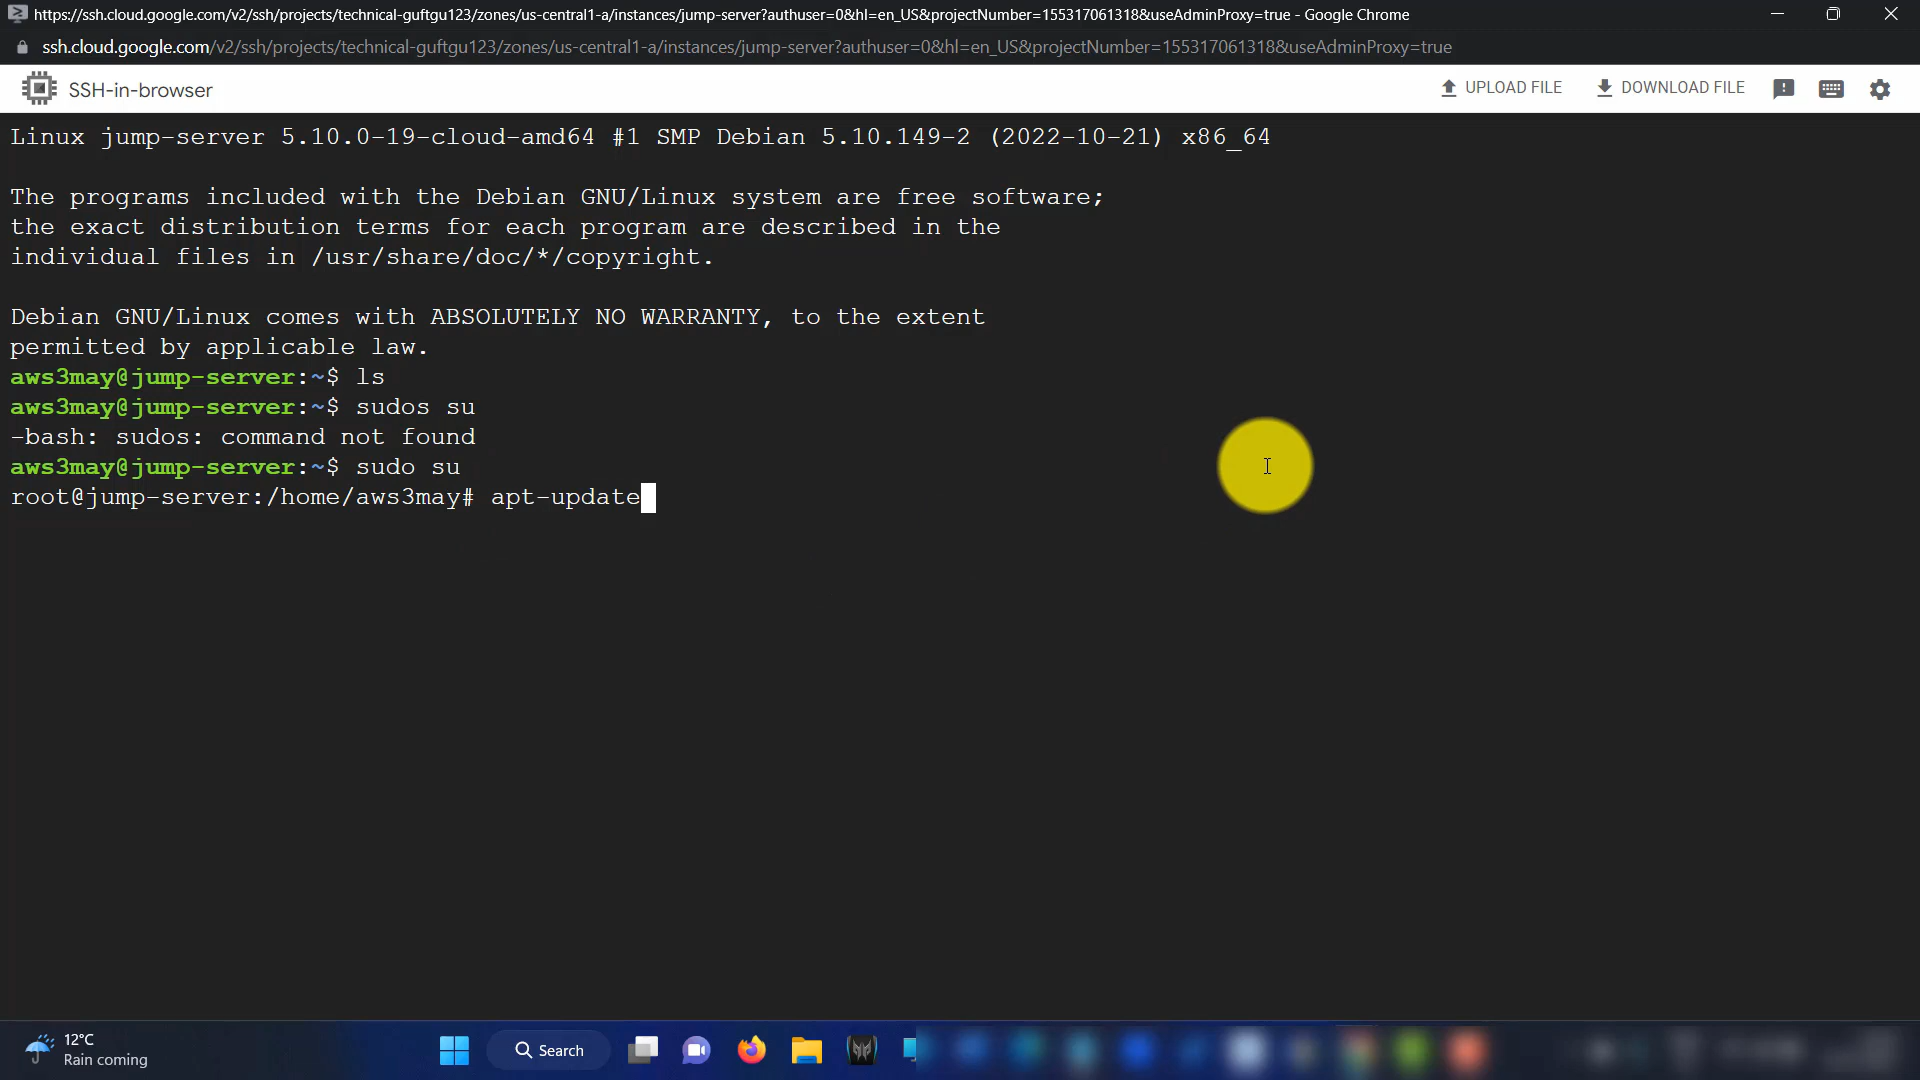 https://ssh.cloud.google.com/v2/ssh/projects/technical-guftgu123/zones/us-central1-a/instances/jump-server?authuser=0&hl=en_US&projectNumber=155317061318&useAdminProxy=true - Google Chrome
ssh.cloud.google.com/v2/ssh/projects/technical-guftgu123/zones/us-central1-a/instances/jump-server?authuser=0&hl=en_US&projectNumber=155317061318&useAdminProxy=true
SSH-in-browser
UPLOAD FILE
DOWNLOAD FILE
Linux jump-server 5.10.0-19-cloud-amd64 #1 SMP Debian 5.10.149-2 (2022-10-21) x86_64
The programs included with the Debian GNU/Linux system are free software;
the exact distribution terms for each program are described in the
individual files in /usr/share/doc/*/copyright.
Debian GNU/Linux comes with ABSOLUTELY NO WARRANTY, to the extent
permitted by applicable law.
aws3may@jump-server:~$ ls
aws3may@jump-server:~$ sudos su
-bash: sudos: command not found
aws3may@jump-server:~$ sudo su
root@jump-server:/home/aws3may# apt-update
12°C
Rain coming
Search